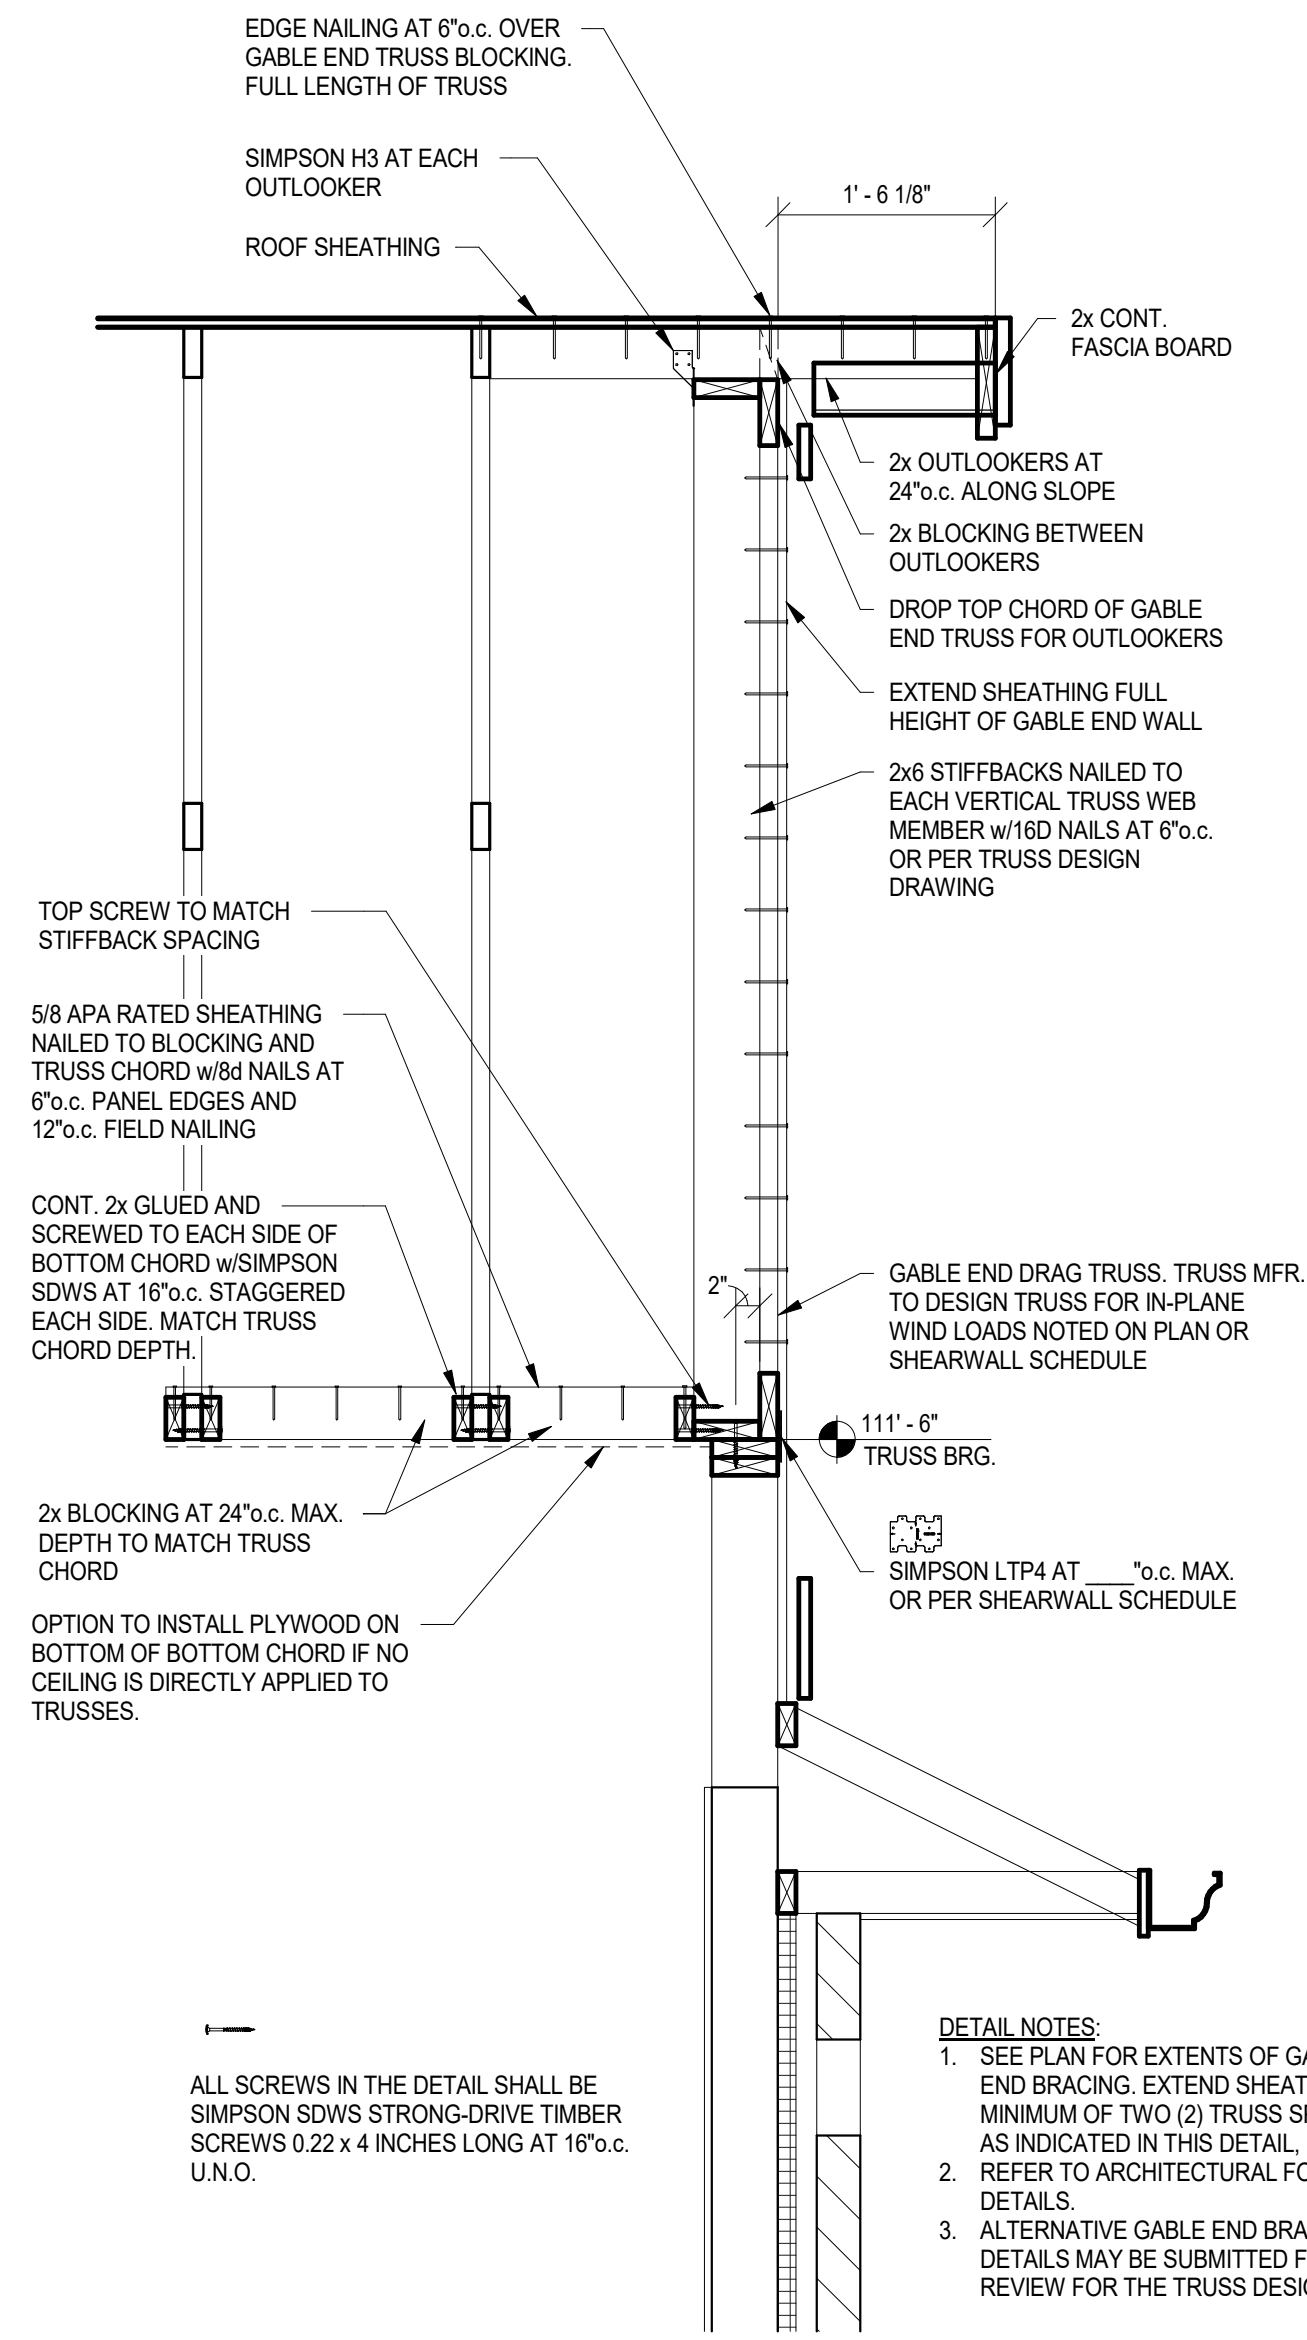 EDGE NAILING AT 6"o.c. OVER
GABLE END TRUSS BLOCKING.
FULL LENGTH OF TRUSS
SIMPSON H3 AT EACH
OUTLOOKER
ROOF SHEATHING
1' - 6 1/8"
2x CONT.
FASCIA BOARD
2x OUTLOOKERS AT
24"o.c. ALONG SLOPE
2x BLOCKING BETWEEN
OUTLOOKERS
DROP TOP CHORD OF GABLE
END TRUSS FOR OUTLOOKERS
EXTEND SHEATHING FULL
HEIGHT OF GABLE END WALL
2x6 STIFFBACKS NAILED TO
EACH VERTICAL TRUSS WEB
MEMBER w/16D NAILS AT 6"o.c.
OR PER TRUSS DESIGN
DRAWING
TOP SCREW TO MATCH
STIFFBACK SPACING
5/8 APA RATED SHEATHING
NAILED TO BLOCKING AND
TRUSS CHORD w/8d NAILS AT
6"o.c. PANEL EDGES AND
12"o.c. FIELD NAILING
CONT. 2x GLUED AND
SCREWED TO EACH SIDE OF
BOTTOM CHORD w/SIMPSON
SDWS AT 16"o.c. STAGGERED
EACH SIDE. MATCH TRUSS
CHORD DEPTH.
2"
GABLE END DRAG TRUSS. TRUSS MFR.
TO DESIGN TRUSS FOR IN-PLANE
WIND LOADS NOTED ON PLAN OR
SHEARWALL SCHEDULE
111' - 6"
TRUSS BRG.
2x BLOCKING AT 24"o.c. MAX.
DEPTH TO MATCH TRUSS
CHORD
SIMPSON LTP4 AT ____"o.c. MAX.
OR PER SHEARWALL SCHEDULE
OPTION TO INSTALL PLYWOOD ON
BOTTOM OF BOTTOM CHORD IF NO
CEILING IS DIRECTLY APPLIED TO
TRUSSES.
ALL SCREWS IN THE DETAIL SHALL BE
SIMPSON SDWS STRONG-DRIVE TIMBER
SCREWS 0.22 x 4 INCHES LONG AT 16"o.c.
U.N.O.
DETAIL NOTES:
1. SEE PLAN FOR EXTENTS OF
END BRACING. EXTEND
MINIMUM OF TWO (2) TRUSS
AS INDICATED IN THIS DETAIL,
2. REFER TO ARCHITECTURAL
DETAILS.
3. ALTERNATIVE GABLE END
DETAILS MAY BE SUBMITTED
REVIEW FOR THE TRUSS